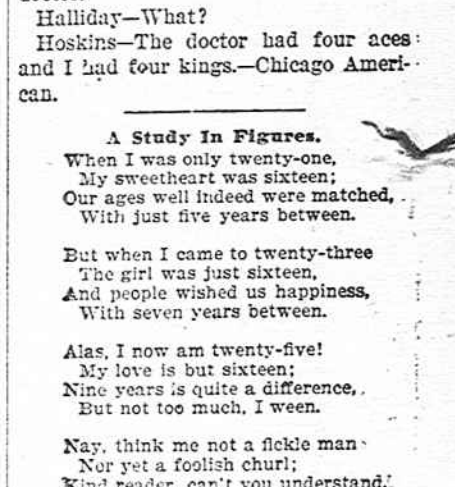 Halliday—What?
Hoskins—The doctor had four aces
and I had four kings.—Chicago Ameri-
can.
A Study In Figures.
When I was only twenty-one,
My sweetheart was sixteen;
Our ages well indeed were matched,
With just five years between.
But when I came to twenty-three
The girl was just sixteen,
And people wished us happiness,
With seven years between.
Alas, I now am twenty-five!
My love is but sixteen;
Nine years is quite a difference,
But not too much, I ween.
Nay, think me not a fickle man
Nor yet a foolish churl;
Kind reader, can't you understand,